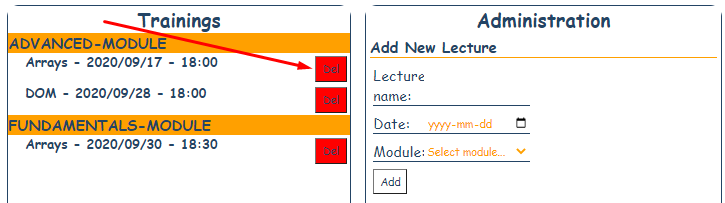 Trainings
ADVANCED-MODULE
Arrays - 2020/09/17 - 18:00
Del
DOM - 2020/09/28 - 18:00
Del
FUNDAMENTALS-MODULE
Arrays - 2020/09/30 - 18:30
Del
Administration
Add New Lecture
Lecture
name:
Date: yyyy-mm-dd
Module: Select module...
Add